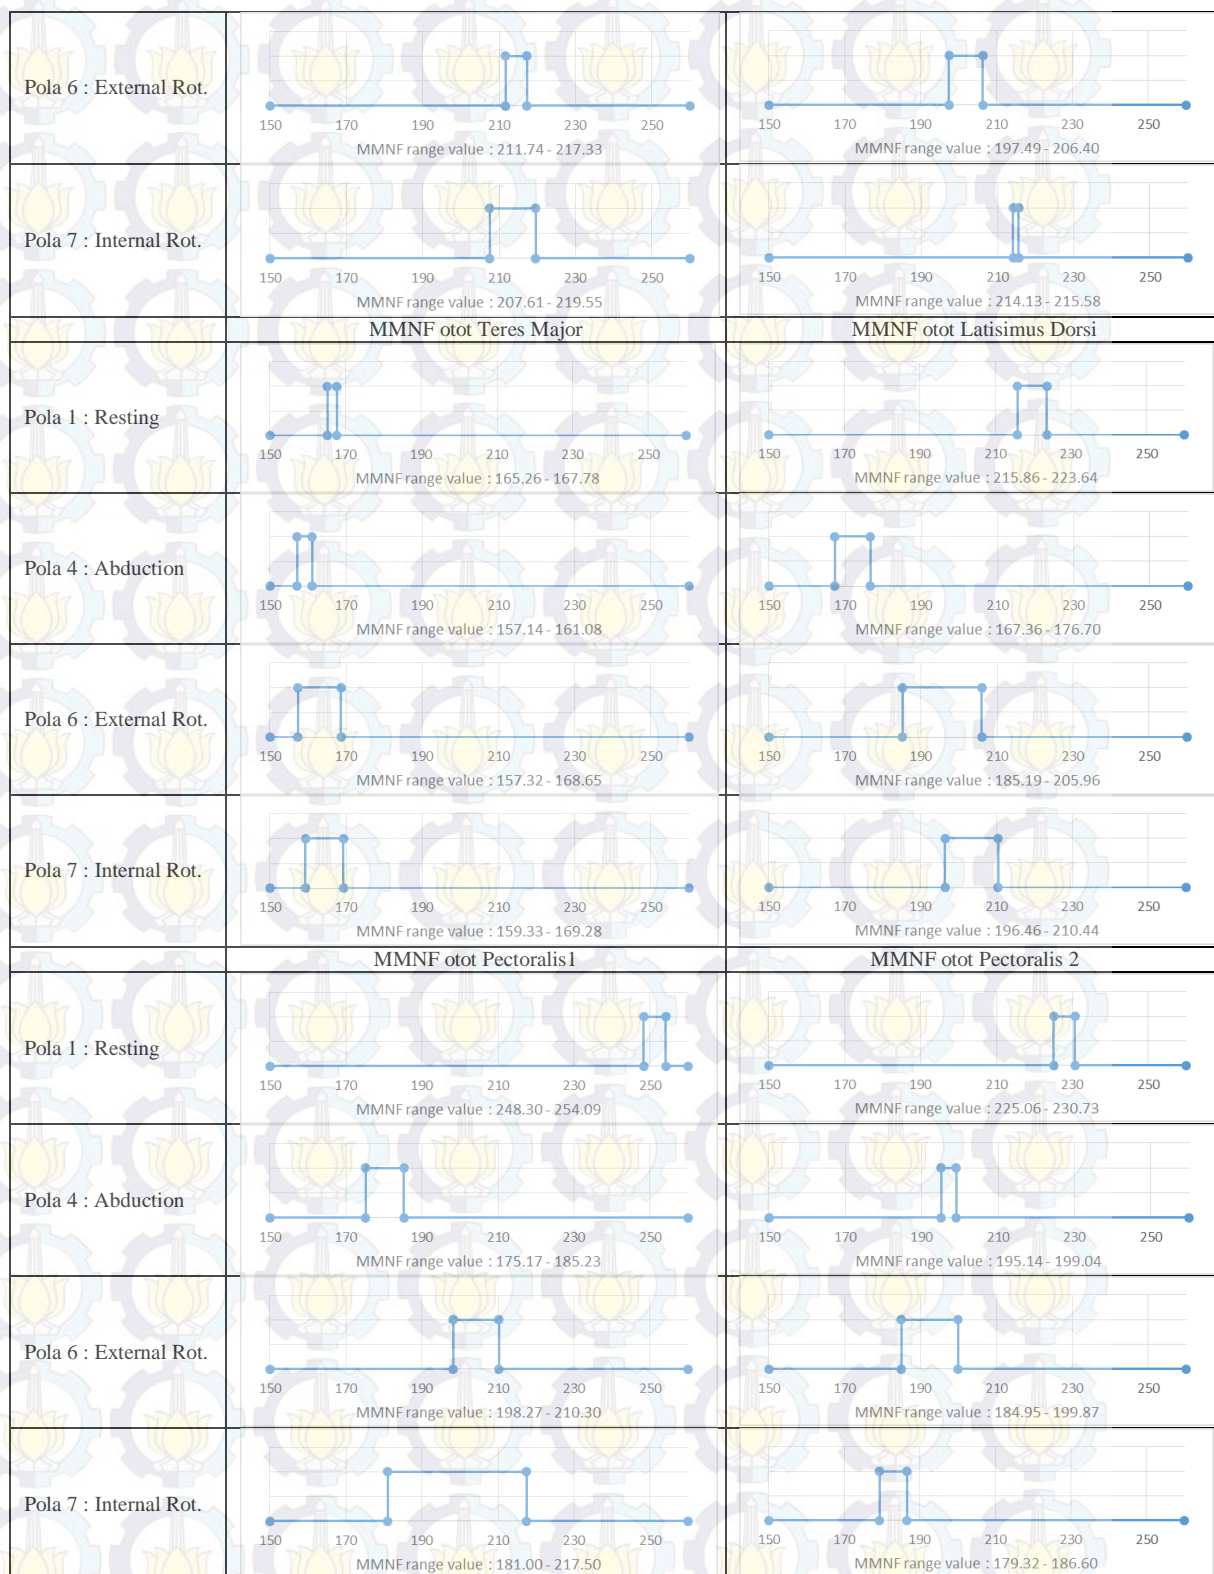 Pola 6 : External Rot.
150 170 190 210 230 250
MMNF range value : 211.74 - 217.33
150 170 190 210 230 250
MMNF range value : 197.49 - 206.40
Pola 7 : Internal Rot.
150 170 190 210 230 250
MMNF range value : 207.61 - 219.55
150 170 190 210 230 250
MMNF range value : 214.13 - 215.58
MMNF otot Teres Major
MMNF otot Latisimus Dorsi
Pola 1 : Resting
150 170 190 210 230 250
MMNF range value : 165.26 - 167.78
150 170 190 210 230 250
MMNF range value : 215.86 - 223.64
Pola 4 : Abduction
150 170 190 210 230 250
MMNF range value : 157.14 - 161.08
150 170 190 210 230 250
MMNF range value : 167.36 - 176.70
Pola 6 : External Rot.
150 170 190 210 230 250
MMNF range value : 157.32 - 168.65
150 170 190 210 230 250
MMNF range value : 185.19 - 205.96
Pola 7 : Internal Rot.
150 170 190 210 230 250
MMNF range value : 159.33 - 169.28
150 170 190 210 230 250
MMNF range value : 196.46 - 210.44
MMNF otot Pectoralis1
MMNF otot Pectoralis 2
Pola 1 : Resting
150 170 190 210 230 250
MMNF range value : 248.30 - 254.09
150 170 190 210 230 250
MMNF range value : 225.06 - 230.73
Pola 4 : Abduction
150 170 190 210 230 250
MMNF range value : 175.17 - 185.23
150 170 190 210 230 250
MMNF range value : 195.14 - 199.04
Pola 6 : External Rot.
150 170 190 210 230 250
MMNF range value : 198.27 - 210.30
150 170 190 210 230 250
MMNF range value : 184.95 - 199.87
Pola 7 : Internal Rot.
150 170 190 210 230 250
MMNF range value : 181.00 - 217.50
150 170 190 210 230 250
MMNF range value : 179.32 - 186.60